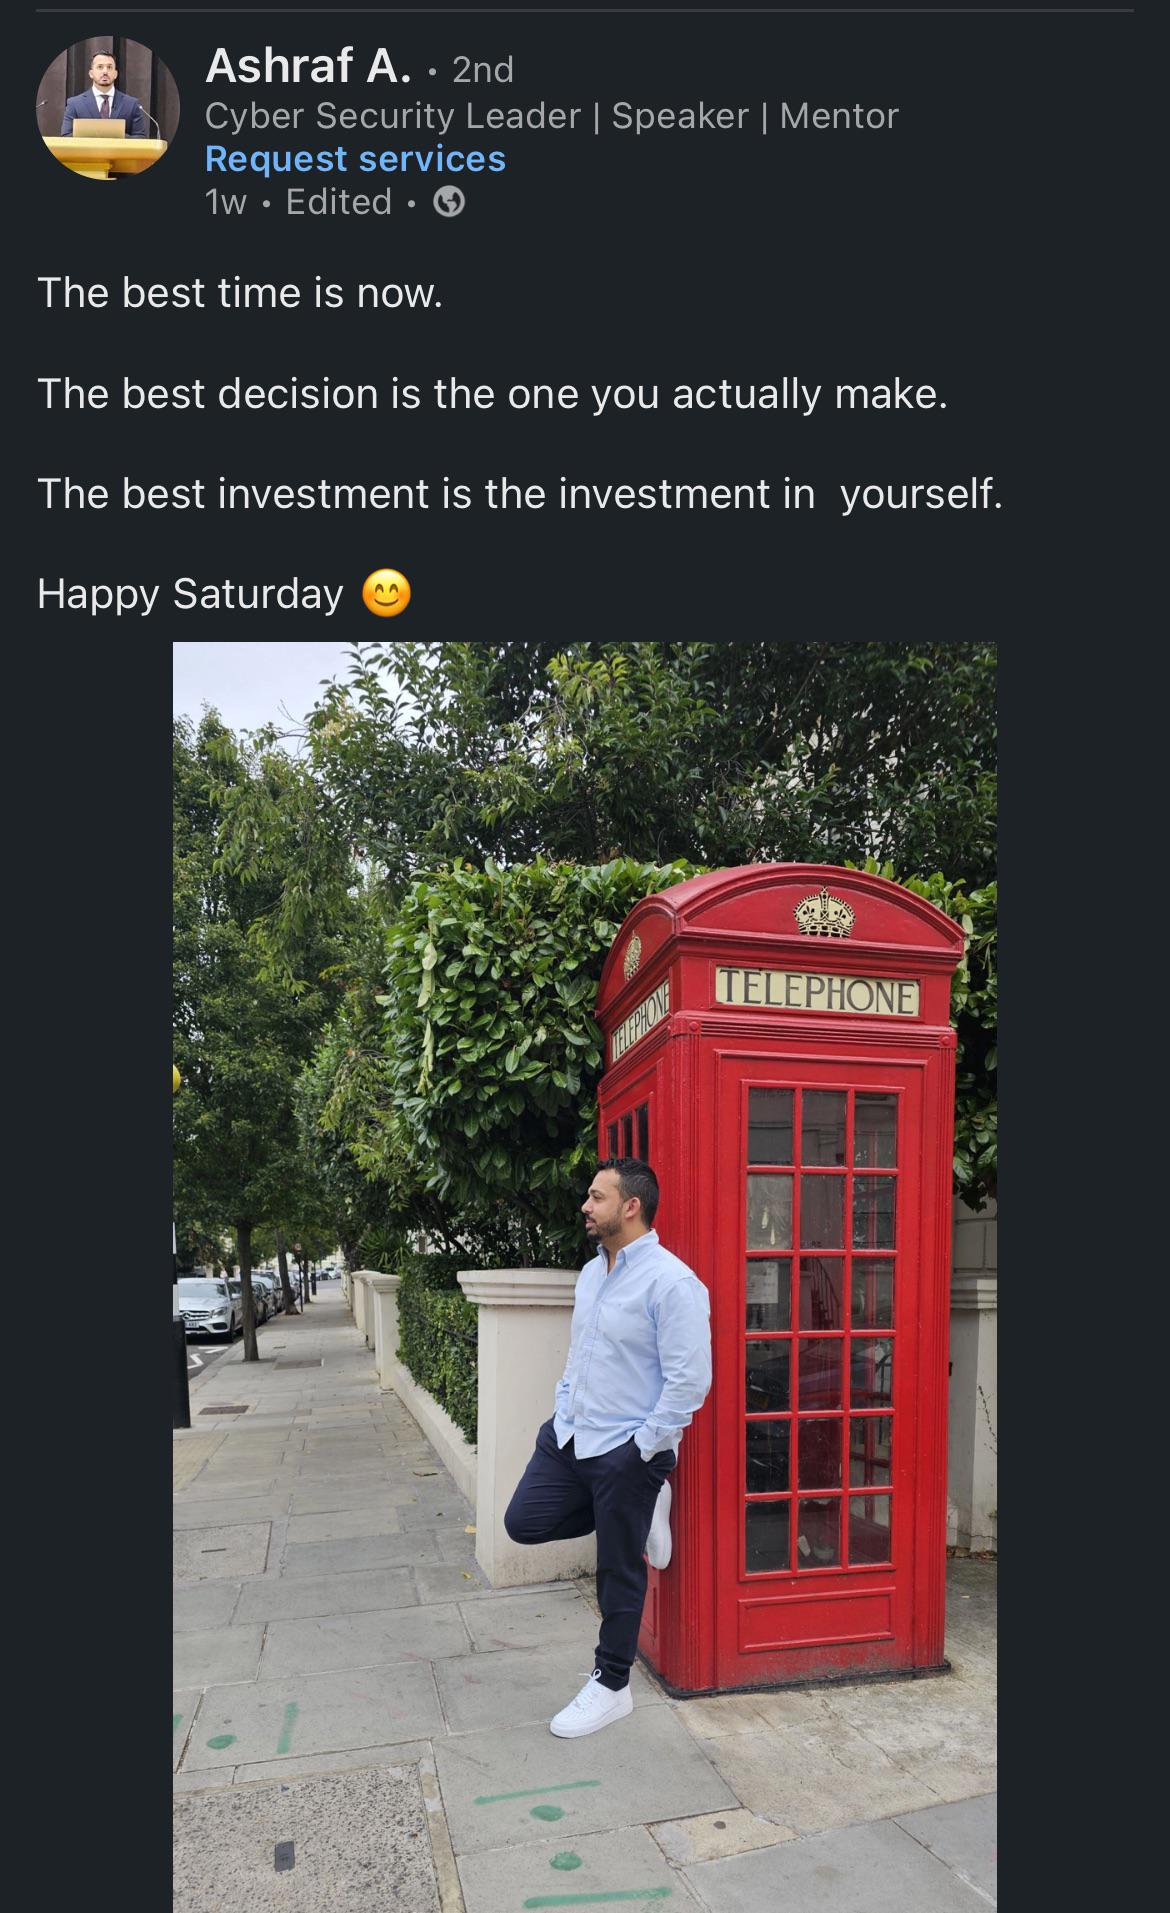 Ashraf A. • 2nd
Cyber Security Leader | Speaker | Mentor
Request services
1w • Edited •
The best time is now.
The best decision is the one you actually make.
The best investment is the investment in  yourself.
Happy Saturday 😊
TELEPHONE
TELEPHONE